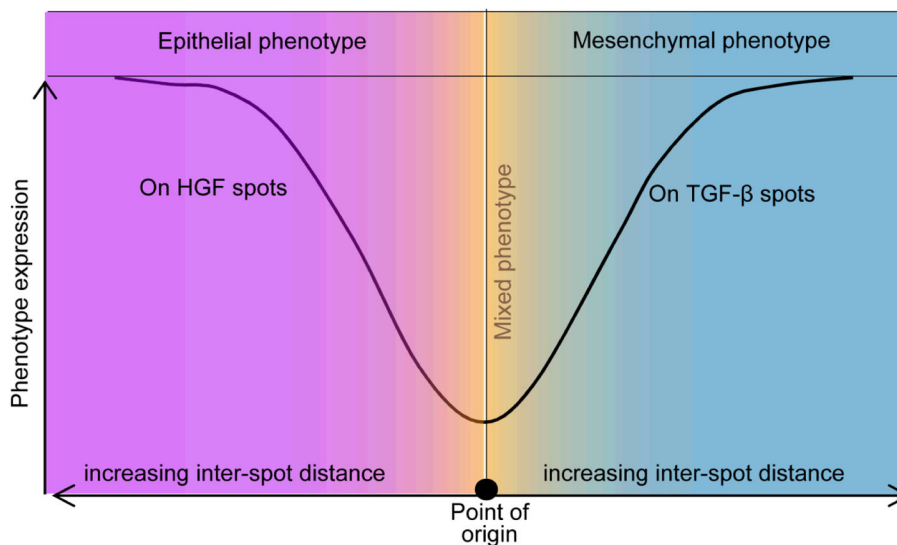 Epithelial phenotype
Mesenchymal phenotype
On HGF spots
On TGF-β spots
Mixed phenotype
Phenotype expression
increasing inter-spot distance
increasing inter-spot distance
Point of
origin